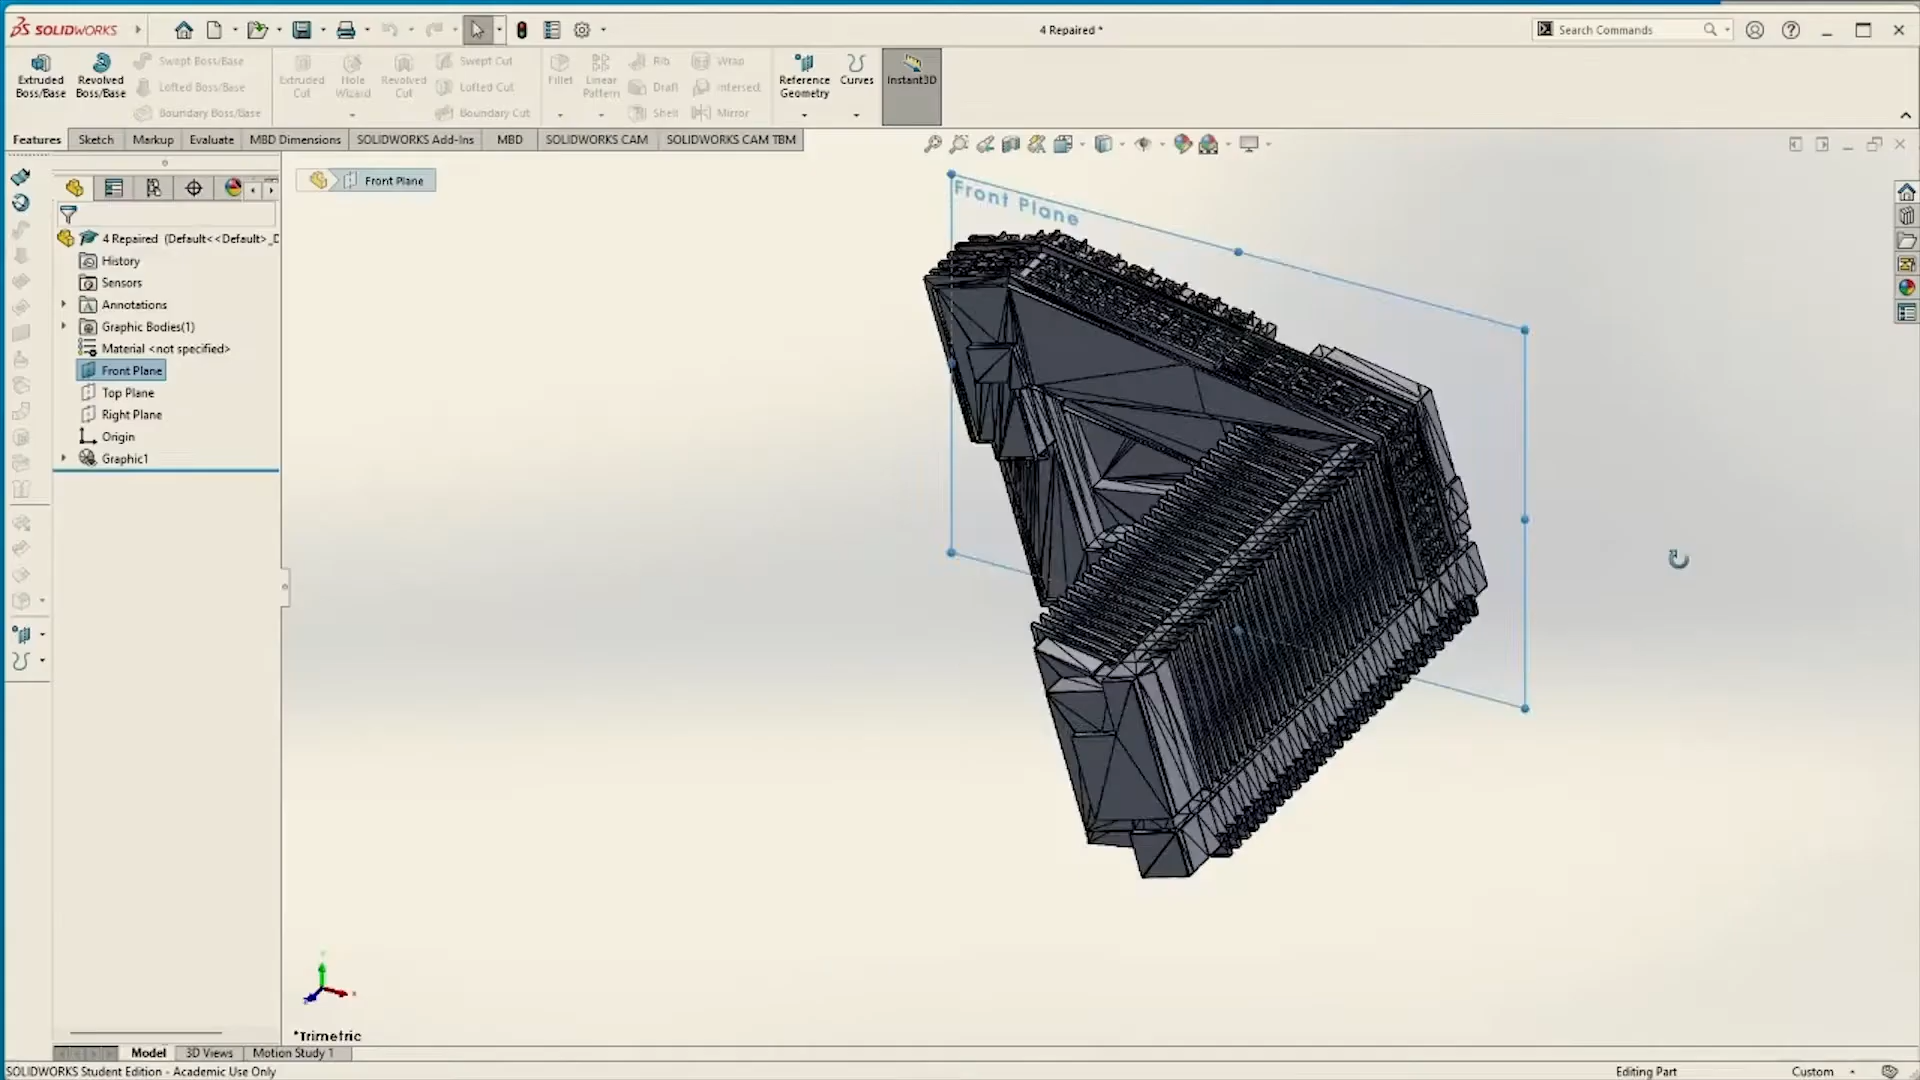 SOLIDWORKS
4 Repaired *
Search Commands
Extruded Boss/Base
Revolved Boss/Base
Swept Boss/Base
Lofted Boss/Base
Boundary Boss/Base
Extruded Cut
Hole Wizard
Revolved Cut
Swept Cut
Lofted Cut
Boundary Cut
Fillet
Linear Pattern
Rib
Draft
Shell
Wrap
Intersect
Mirror
Reference Geometry
Curves
Instant3D
Features
Sketch
Markup
Evaluate
MBD Dimensions
SOLIDWORKS Add-Ins
MBD
SOLIDWORKS CAM
SOLIDWORKS CAM TBM
Front Plane
Front Plane
4 Repaired (Default<<Default>_D
History
Sensors
Annotations
Graphic Bodies(1)
Material <not specified>
Front Plane
Top Plane
Right Plane
Origin
Graphic1
*Trimetric
Model
3D Views
Motion Study 1
SOLIDWORKS Student Edition - Academic Use Only
Editing Part
Custom